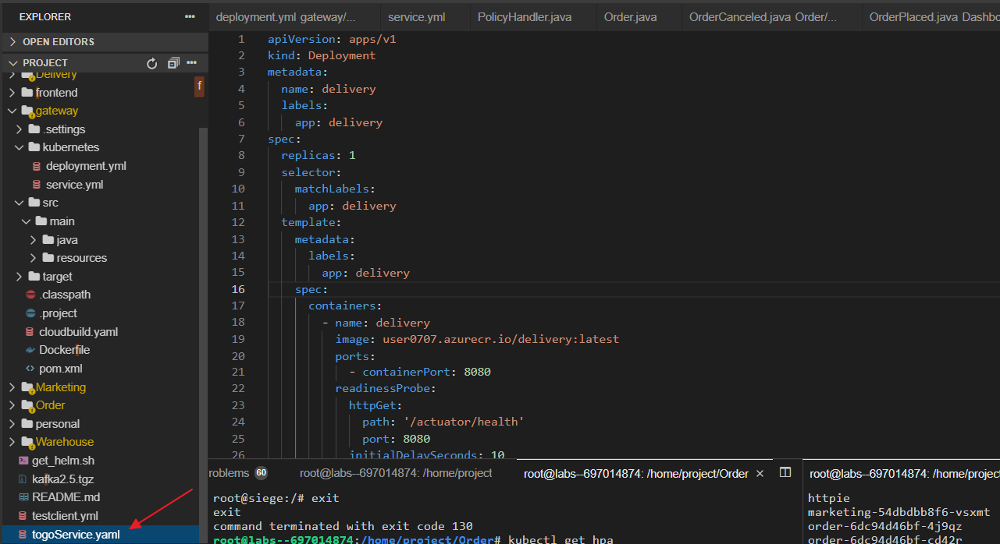 EXPLORER
OPEN EDITORS
PROJECT
Delivery
frontend
f
gateway
.settings
kubernetes
deployment.yml
service.yml
src
main
java
resources
target
.classpath
.project
cloudbuild.yaml
Dockerfile
pom.xml
Marketing
Order
personal
Warehouse
get_helm.sh
kafka2.5.tgz
README.md
testclient.yml
togoService.yaml
deployment.yml gateway/... service.yml PolicyHandler.java Order.java OrderCanceled.java Order/... OrderPlaced.java Dashbo
1 apiVersion: apps/v1
2 kind: Deployment
3 metadata:
4 name: delivery
5 labels:
6 app: delivery
7 spec:
8 replicas: 1
9 selector:
10 matchLabels:
11 app: delivery
12 template:
13 metadata:
14 labels:
15 app: delivery
16 spec:
17 containers:
18 - name: delivery
19 image: user0707.azurecr.io/delivery:latest
20 ports:
21 - containerPort: 8080
22 readinessProbe:
23 httpGet:
24 path: '/actuator/health'
25 port: 8080
26 initialDelaySeconds: 10
roblems 60 root@labs--697014874: /home/project root@labs--697014874: /home/project/Order × root@labs--697014874: /home/project
root@siege:/# exit
exit
command terminated with exit code 130
root@labs--697014874:/home/project/Order# kubectl get hpa
httpie
marketing-54dbdbb8f6-vsxmt
order-6dc94d46bf-4j9qz
order-6dc94d46bf-cd42r